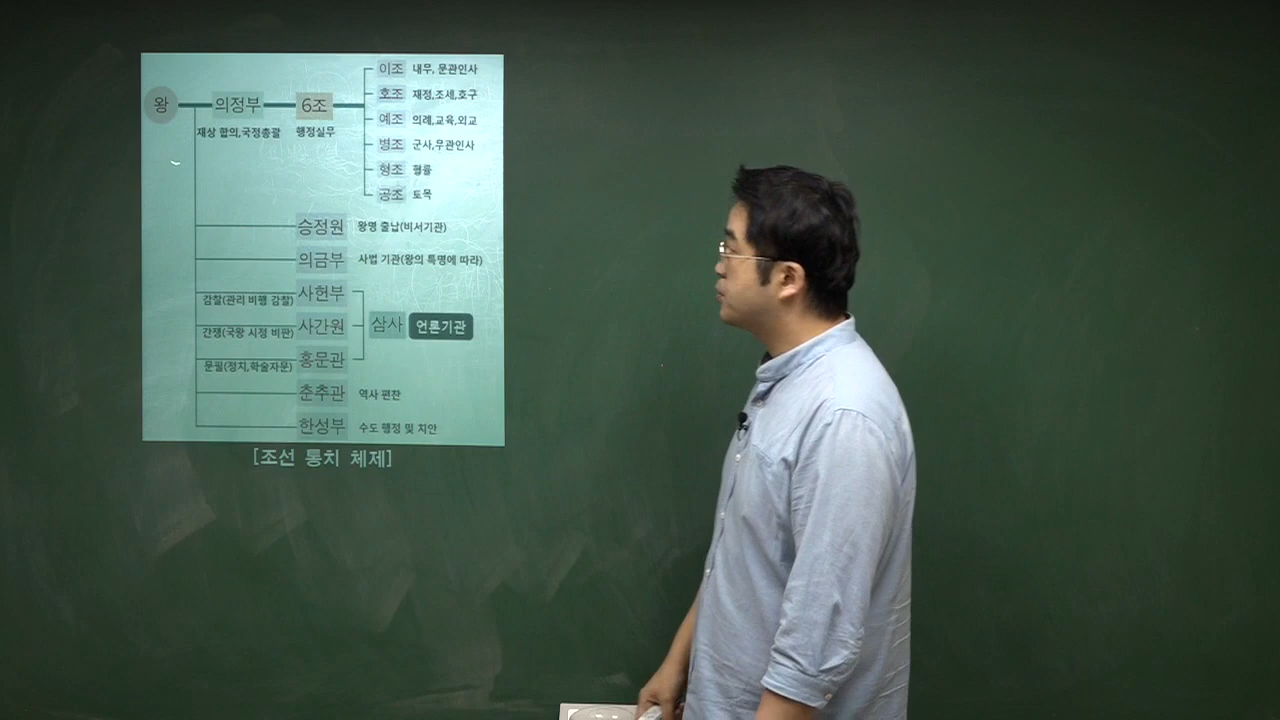 이조 내무, 문관인사
왕 의정부 6조 호조 재정,조세,호구
재상 합의,국정총괄 행정실무 예조 의례,교육,외교
병조 군사,무관인사
형조 형률
공조 토목
승정원 왕명 출납(비서기관)
의금부 사법 기관(왕의 특명에 따라)
감찰(관리 비행 감찰) 사헌부
간쟁(국왕 시정 비판) 사간원 삼사 언론기관
문필(정치,학술자문) 홍문관
춘추관 역사 편찬
한성부 수도 행정 및 치안
[조선 통치 체제]